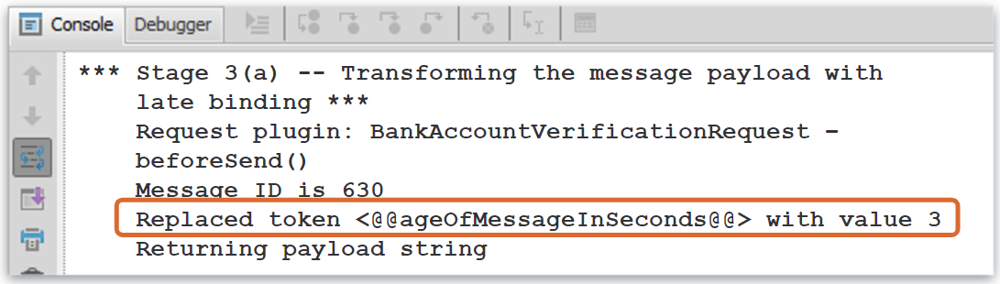 Console Debugger
*** Stage 3(a) -- Transforming the message payload with
late binding ***
Request plugin: BankAccountVerificationRequest –
beforeSend()
Message ID is 630
Replaced token <@@ageOfMessageInSeconds@@> with value 3
Returning payload string